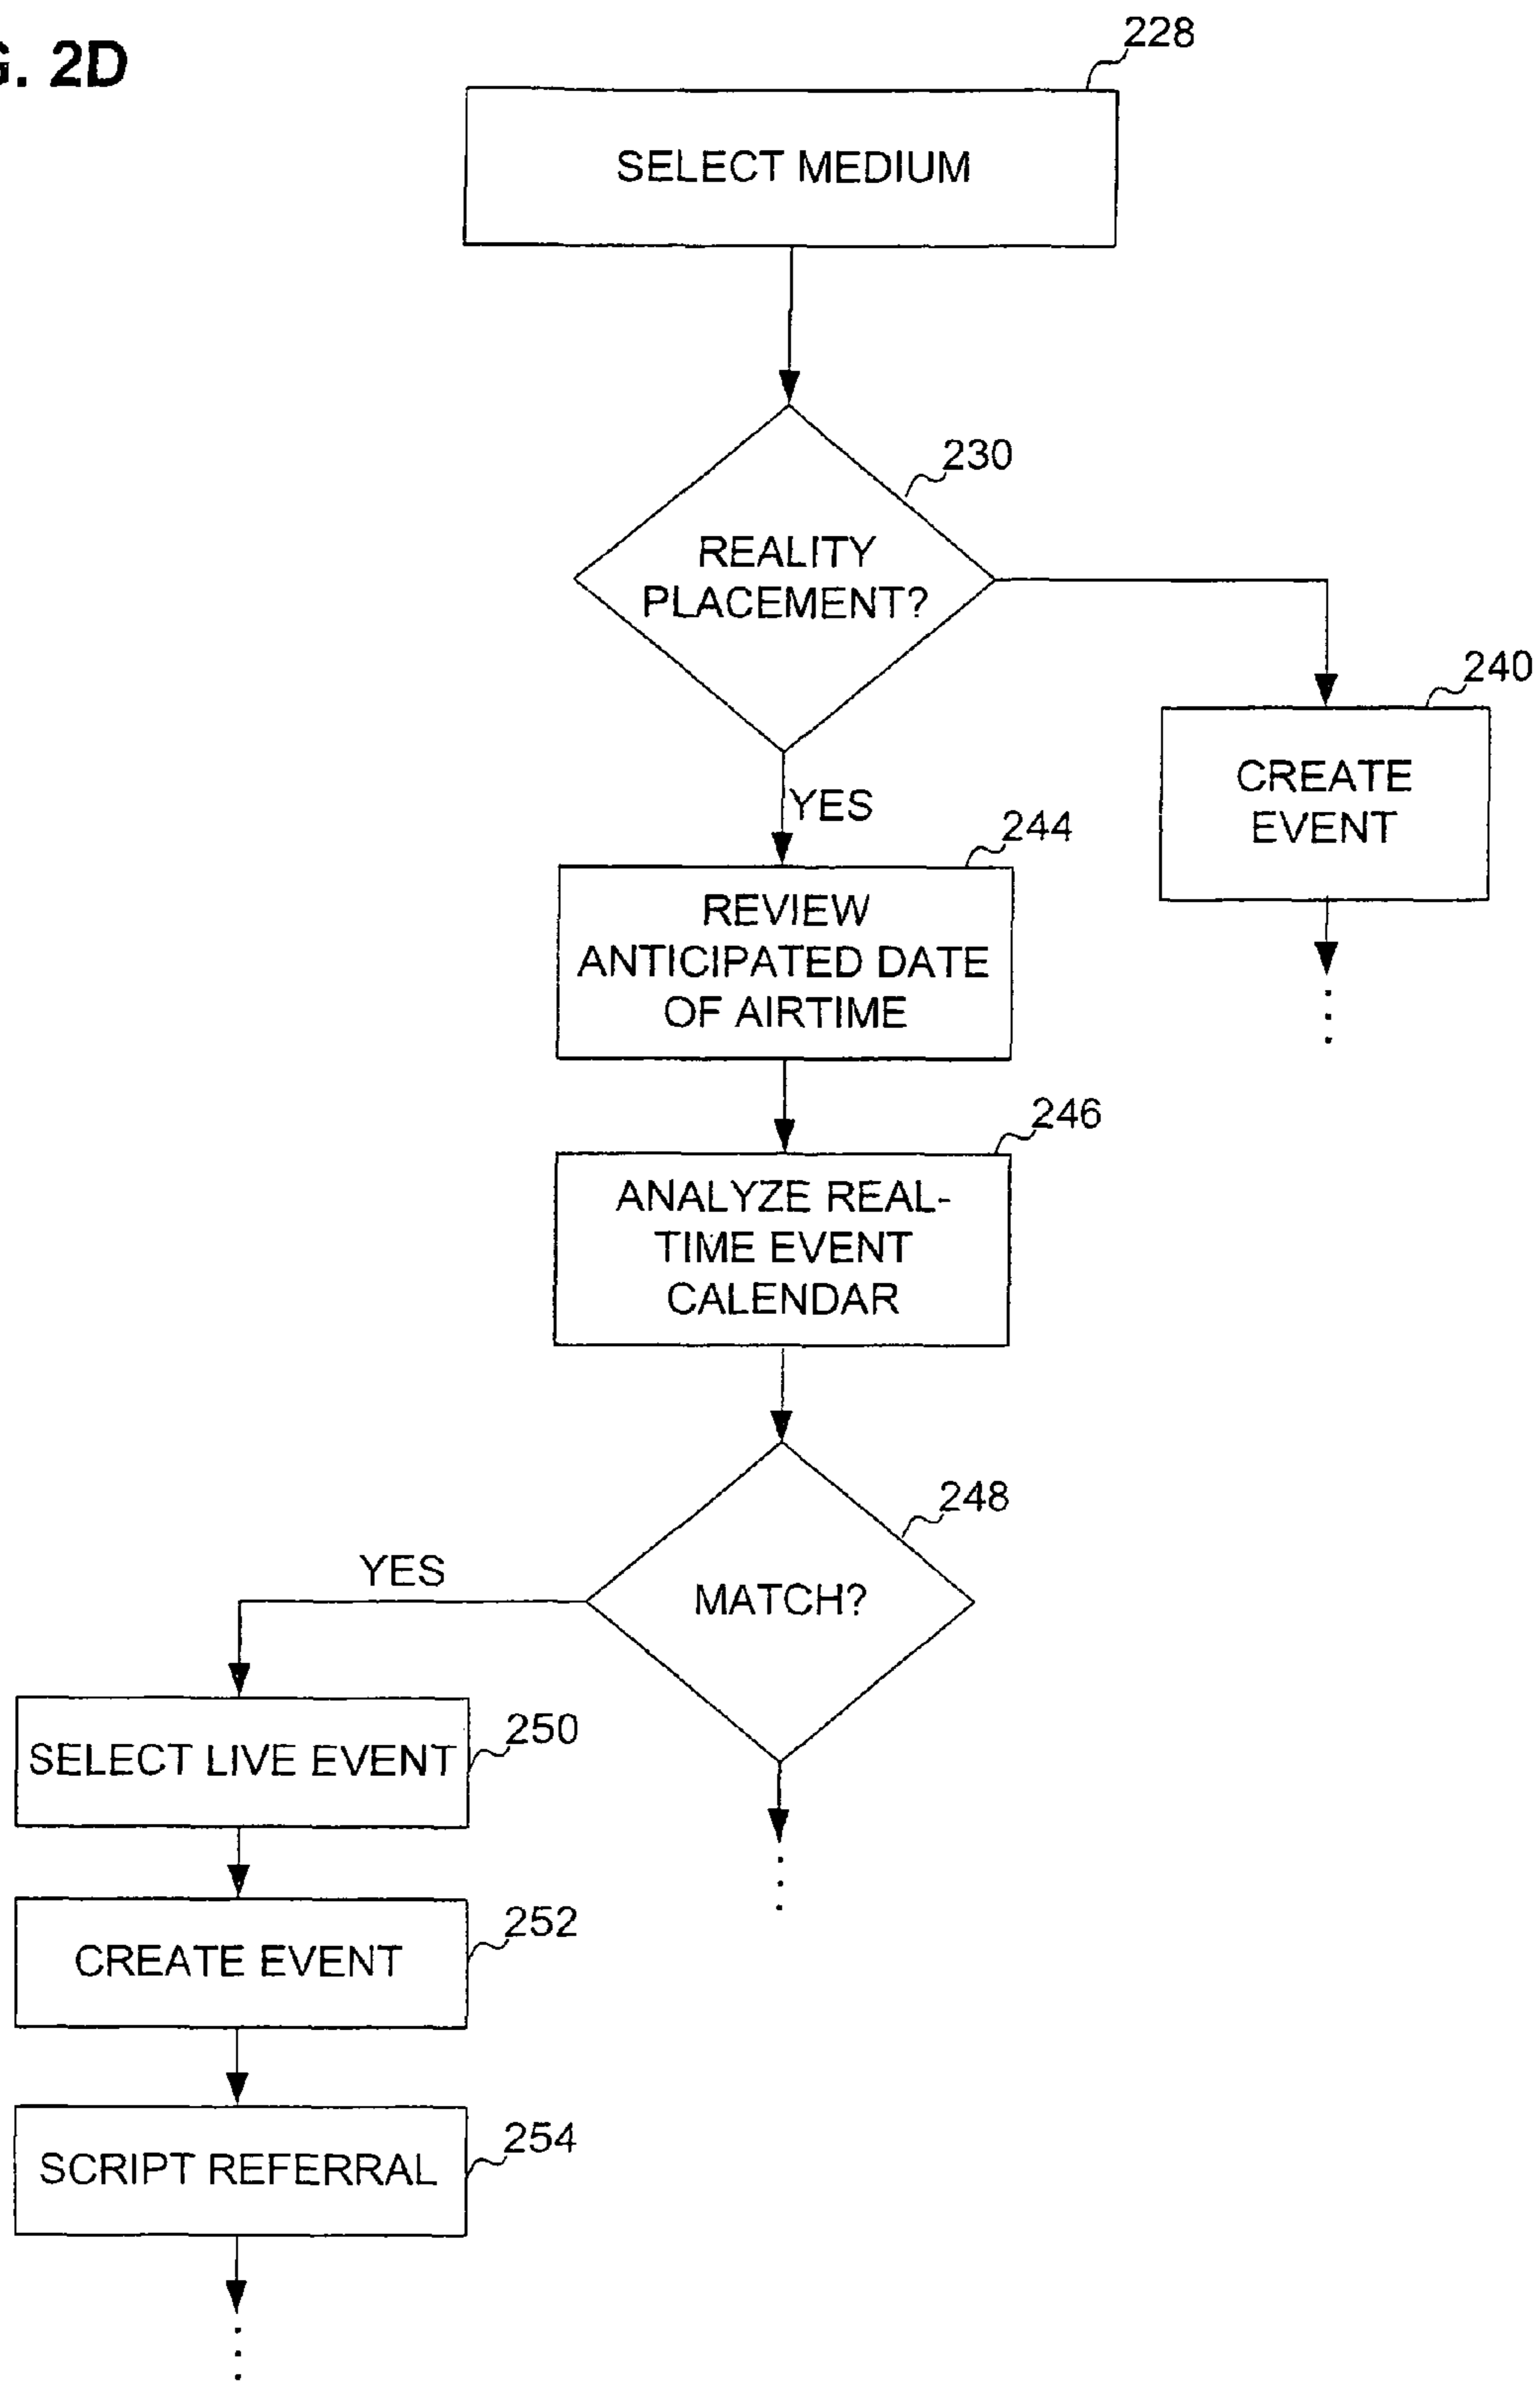 G. 2D
228
SELECT MEDIUM
230
REALITY
PLACEMENT?
240
CREATE
EVENT
YES
244
REVIEW
ANTICIPATED DATE
OF AIRTIME
246
ANALYZE REAL-
TIME EVENT
CALENDAR
248
MATCH?
YES
250
SELECT LIVE EVENT
252
CREATE EVENT
254
SCRIPT REFERRAL